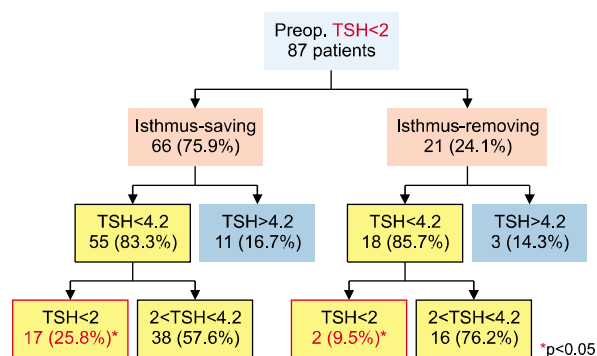 Preop. TSH<2
87 patients
Isthmus-saving
66 (75.9%)
Isthmus-removing
21 (24.1%)
TSH<4.2
55 (83.3%)
TSH>4.2
11 (16.7%)
TSH<4.2
18 (85.7%)
TSH>4.2
3 (14.3%)
TSH<2
17 (25.8%)*
2<TSH<4.2
38 (57.6%)
TSH<2
2 (9.5%)*
2<TSH<4.2
16 (76.2%)
*p<0.05